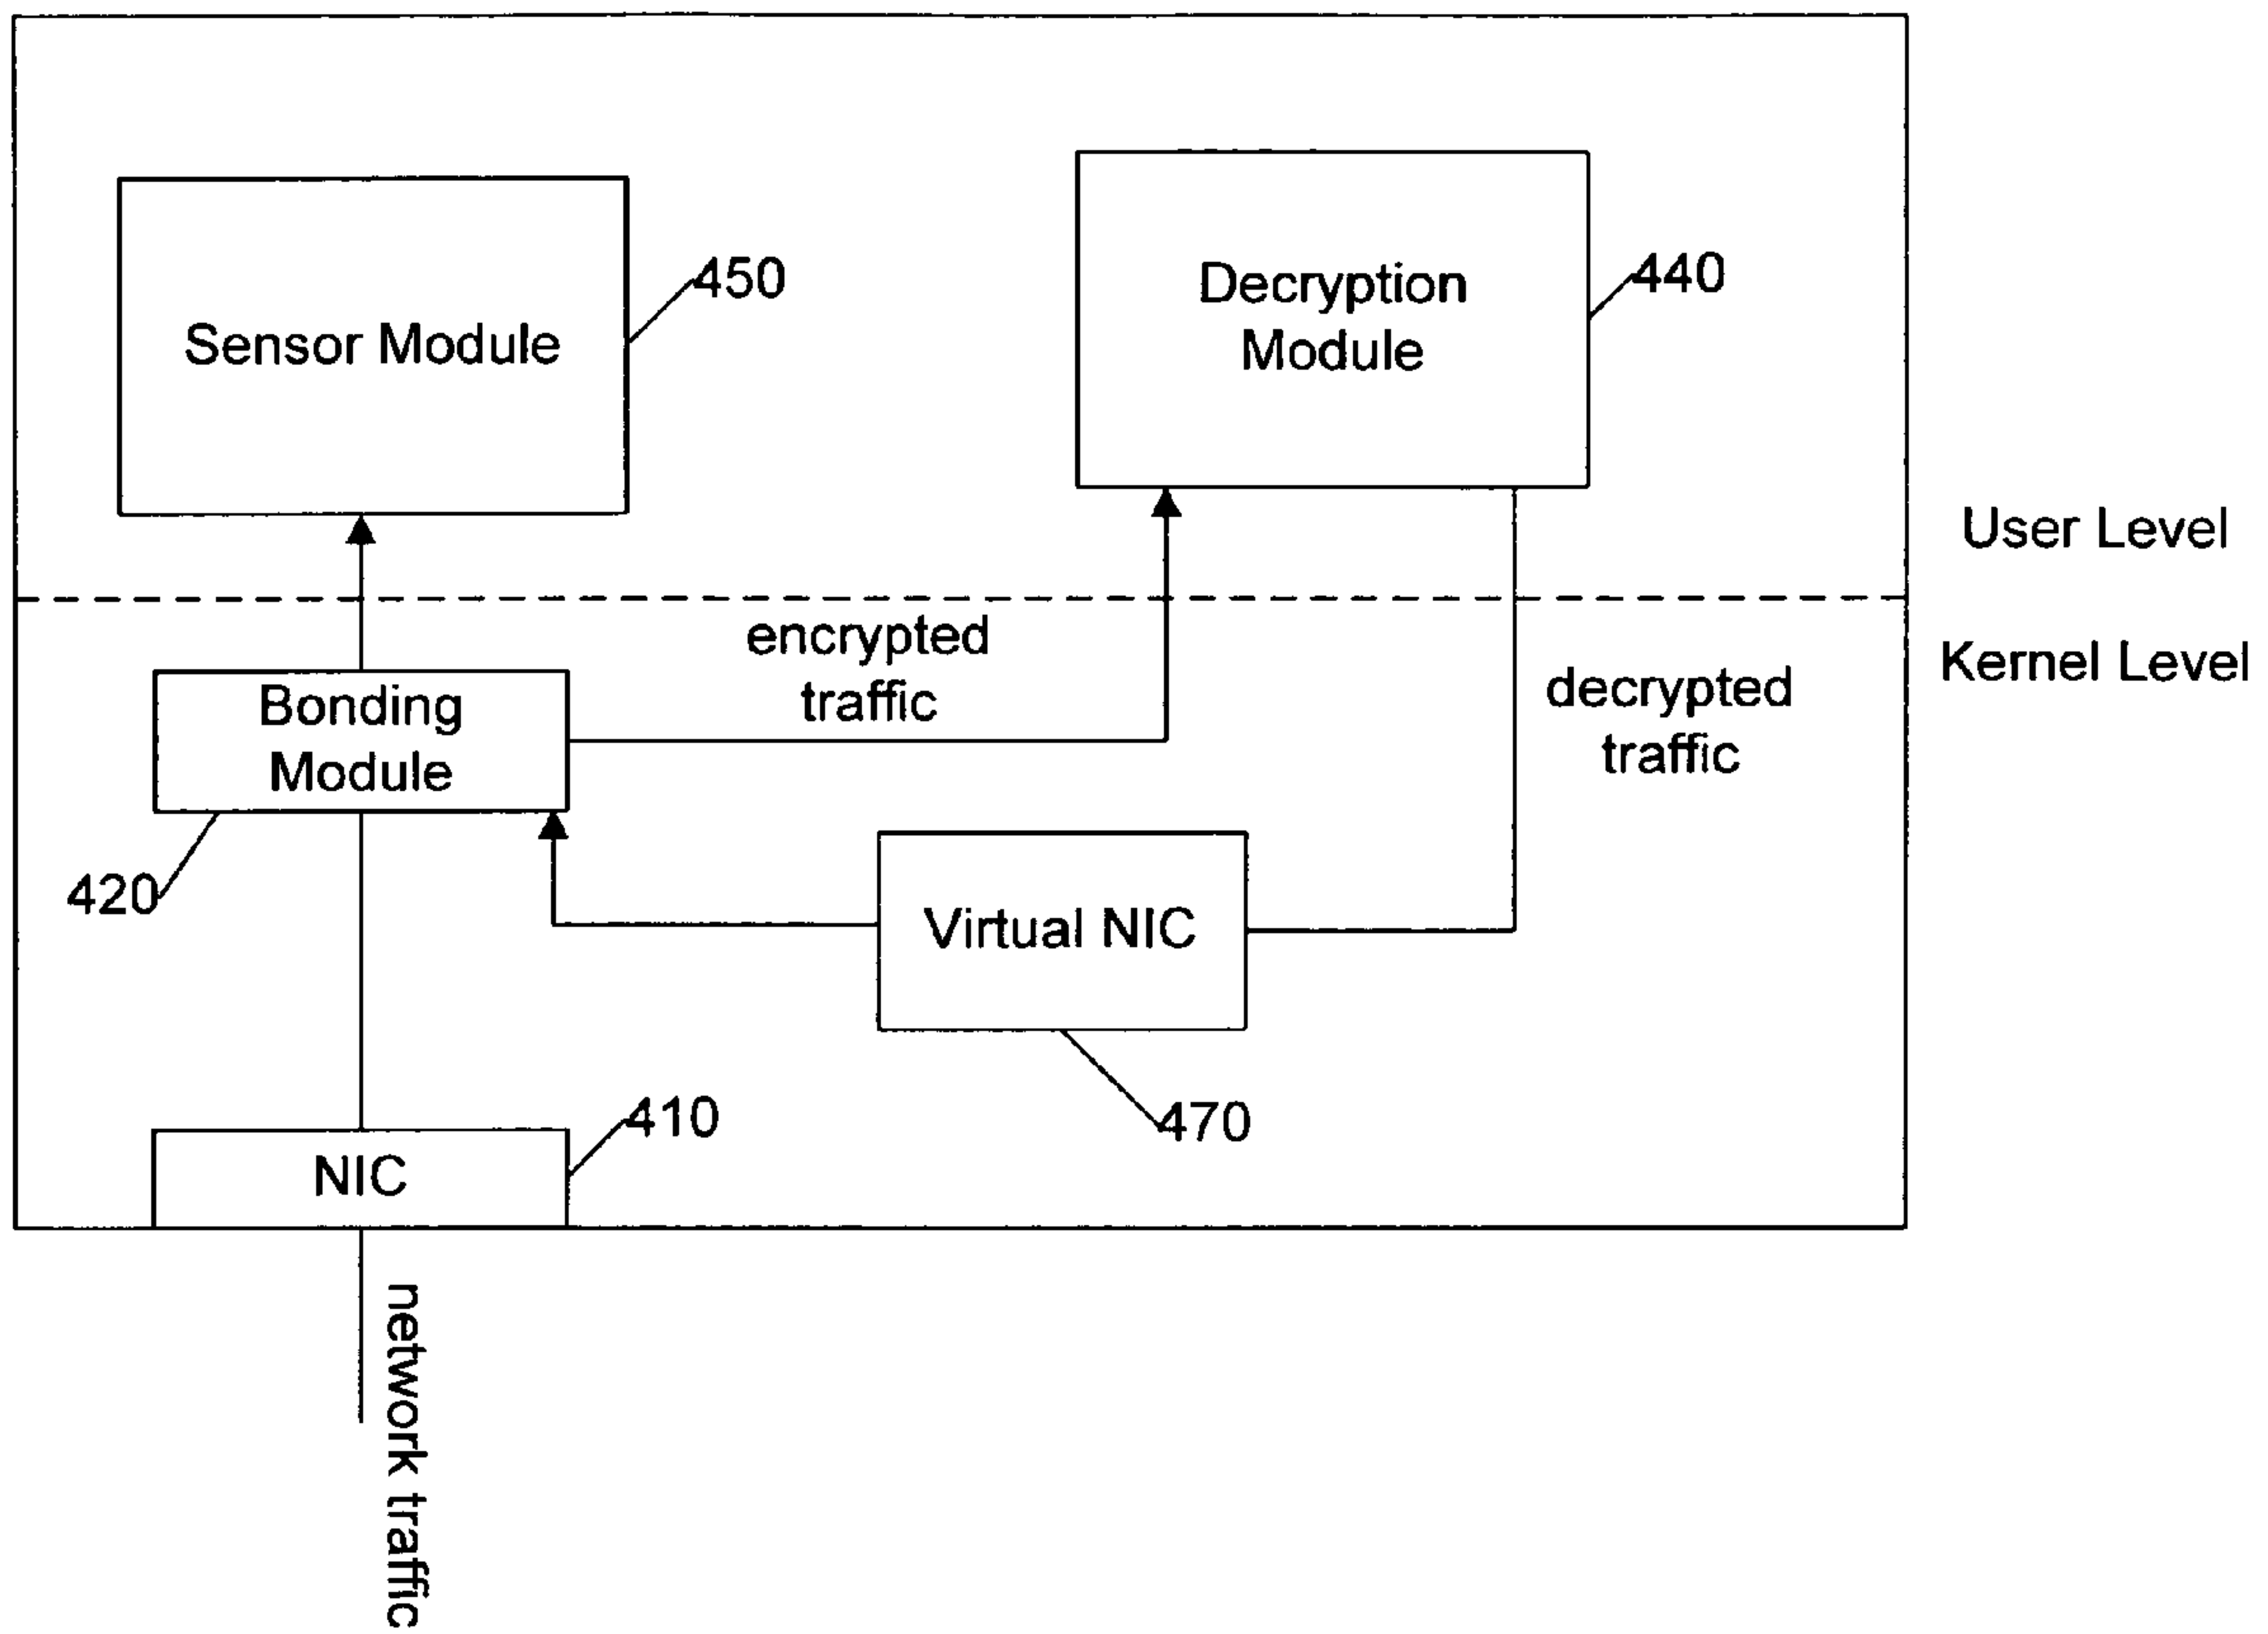 450
440
Decryption
Module
Sensor Module
User Level
encrypted
traffic
Kernel Level
decrypted
traffic
Bonding
Module
420
Virtual NIC
410
470
NIC
network traffic